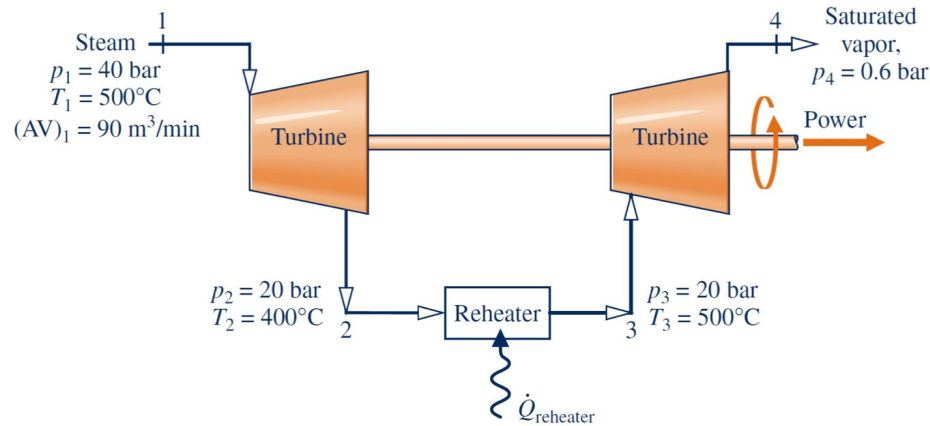 1
Steam
p₁ = 40 bar
T₁ = 500°C
(AV)₁ = 90 m³/min
Turbine
p₂ = 20 bar
T₂ = 400°C
2
Reheater
Q̇reheater
p₃ = 20 bar
T₃ = 500°C
3
Turbine
4
Saturated
vapor,
p₄ = 0.6 bar
Power